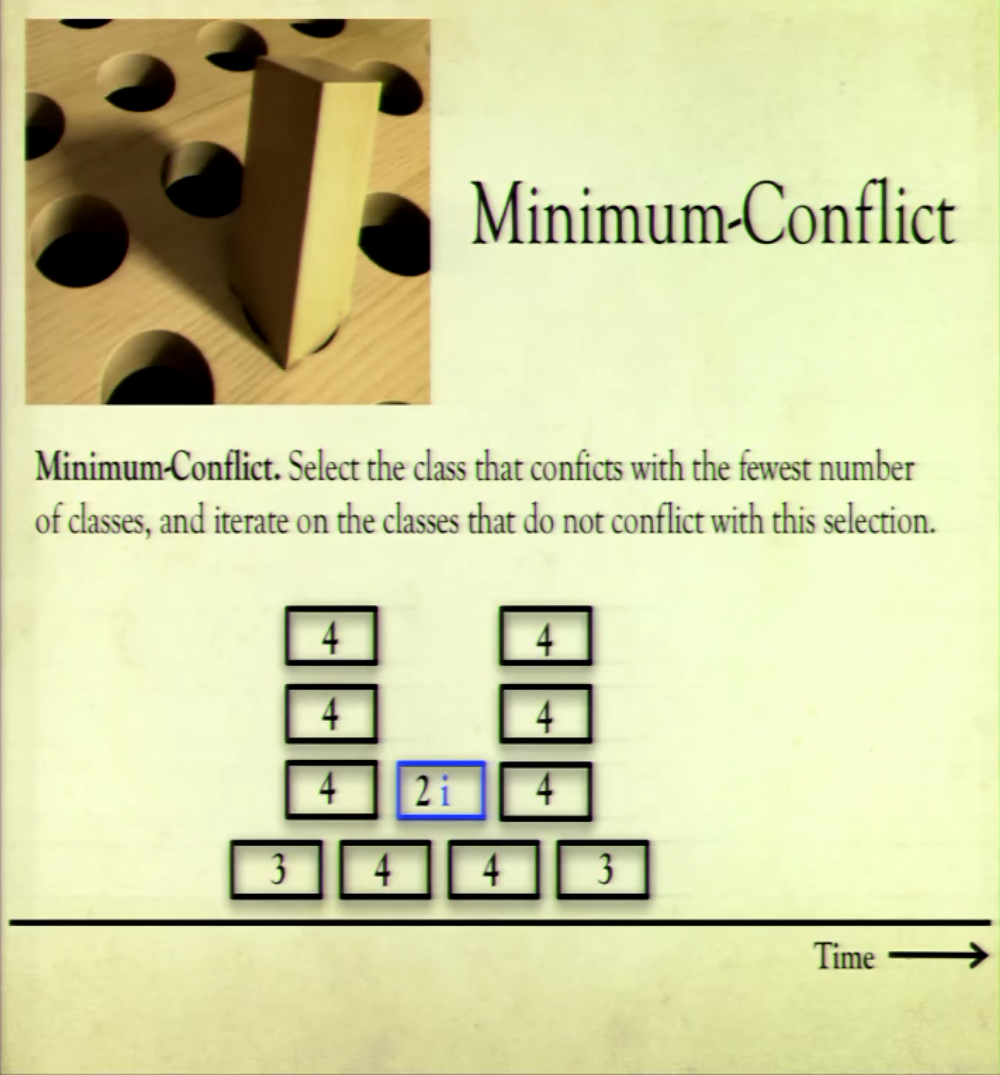 Minimum-Conflict
Minimum-Conflict. Select the class that conficts with the fewest number
of classes, and iterate on the classes that do not conflict with this selection.
4 4
4 4
4 2 i 4
3 4 4 3
Time